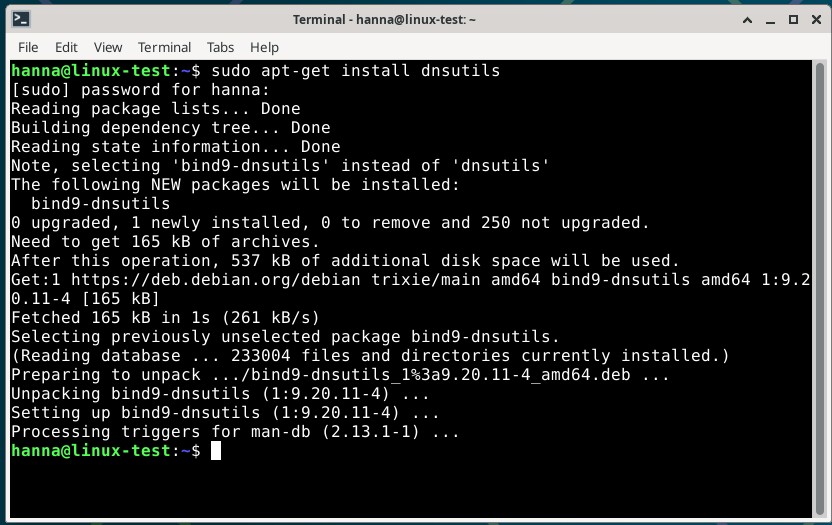 Terminal - hanna@linux-test: ~
File Edit View Terminal Tabs Help
hanna@linux-test:~$ sudo apt-get install dnsutils
[sudo] password for hanna:
Reading package lists... Done
Building dependency tree... Done
Reading state information... Done
Note, selecting 'bind9-dnsutils' instead of 'dnsutils'
The following NEW packages will be installed:
  bind9-dnsutils
0 upgraded, 1 newly installed, 0 to remove and 250 not upgraded.
Need to get 165 kB of archives.
After this operation, 537 kB of additional disk space will be used.
Get:1 https://deb.debian.org/debian trixie/main amd64 bind9-dnsutils amd64 1:9.2
0.11-4 [165 kB]
Fetched 165 kB in 1s (261 kB/s)
Selecting previously unselected package bind9-dnsutils.
(Reading database ... 233004 files and directories currently installed.)
Preparing to unpack .../bind9-dnsutils_1%3a9.20.11-4_amd64.deb ...
Unpacking bind9-dnsutils (1:9.20.11-4) ...
Setting up bind9-dnsutils (1:9.20.11-4) ...
Processing triggers for man-db (2.13.1-1) ...
hanna@linux-test:~$